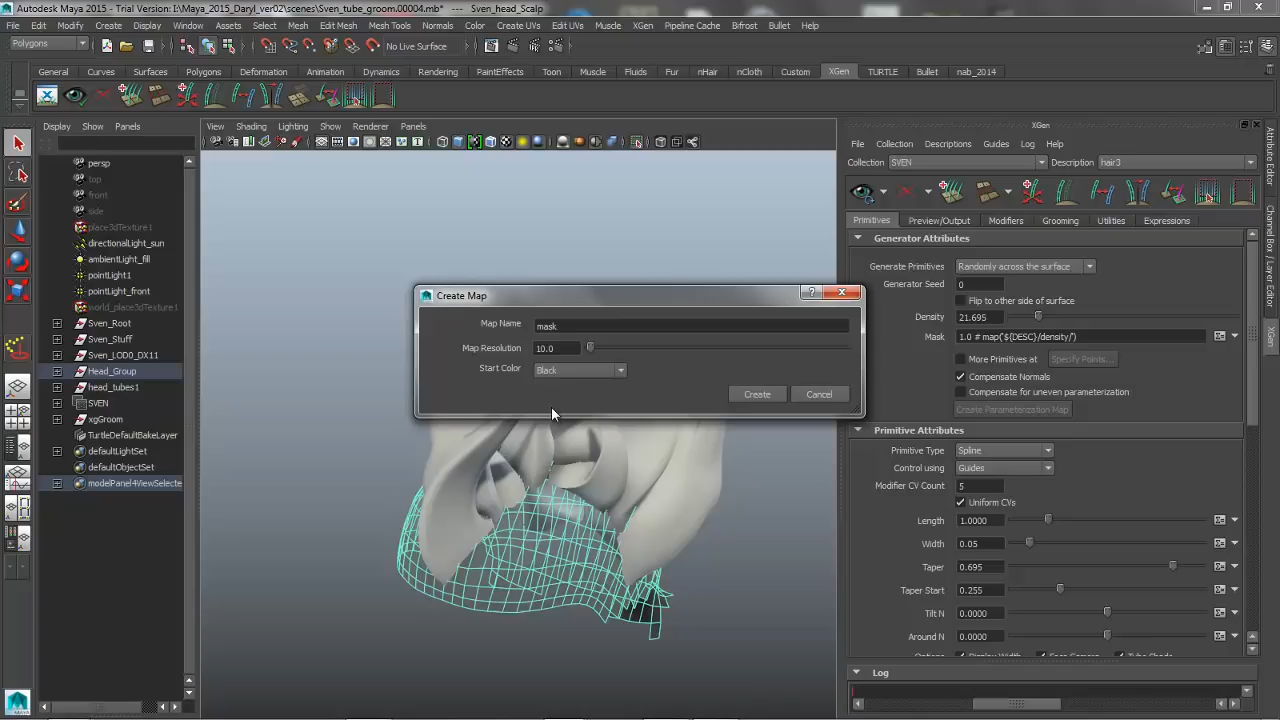 Autodesk Maya 2015 - Trial Version: I:\Maya_2015_Daryl_ver02\scenes\Sven_tube_groom.00004.mb* --- Sven_head_Scalp
File Edit Modify Create Display Window Assets Select Mesh Edit Mesh Mesh Tools Normals Color Create UVs Edit UVs Muscle XGen Pipeline Cache Bifrost Bullet Help
Polygons No Live Surface
General Curves Surfaces Polygons Deformation Animation Dynamics Rendering PaintEffects Toon Muscle Fluids Fur nHair nCloth Custom XGen TURTLE Bullet nab_2014
Display Show Panels
View Shading Lighting Show Renderer Panels
XGen
File Collection Descriptions Guides Log Help
Collection SVEN Description hair3
Primitives Preview/Output Modifiers Grooming Utilities Expressions
persp
top
front
side
place3dTexture1
directionalLight_sun
ambientLight_fill
pointLight1
pointLight_front
world_place3dTexture1
Sven_Root
Sven_Stuff
Sven_LOD0_DX11
Head_Group
head_tubes1
SVEN
xgGroom
TurtleDefaultBakeLayer
defaultLightSet
defaultObjectSet
modelPanel4ViewSelecte
Create Map
Map Name mask
Map Resolution 10.0
Start Color Black
Create Cancel
Generator Attributes
Generate Primitives Randomly across the surface
Generator Seed 0
Flip to other side of surface
Density 21.695
Mask 1.0 # map('${DESC}/density/')
More Primitives at Specify Points...
Compensate Normals
Compensate for uneven parameterization
Create Parameterization Map
Primitive Attributes
Primitive Type Spline
Control using Guides
Modifier CV Count 5
Uniform CVs
Length 1.0000
Width 0.05
Taper 0.695
Taper Start 0.255
Tilt N 0.0000
Around N 0.0000
Log
Attribute Editor
Channel Box / Layer Editor
XGen